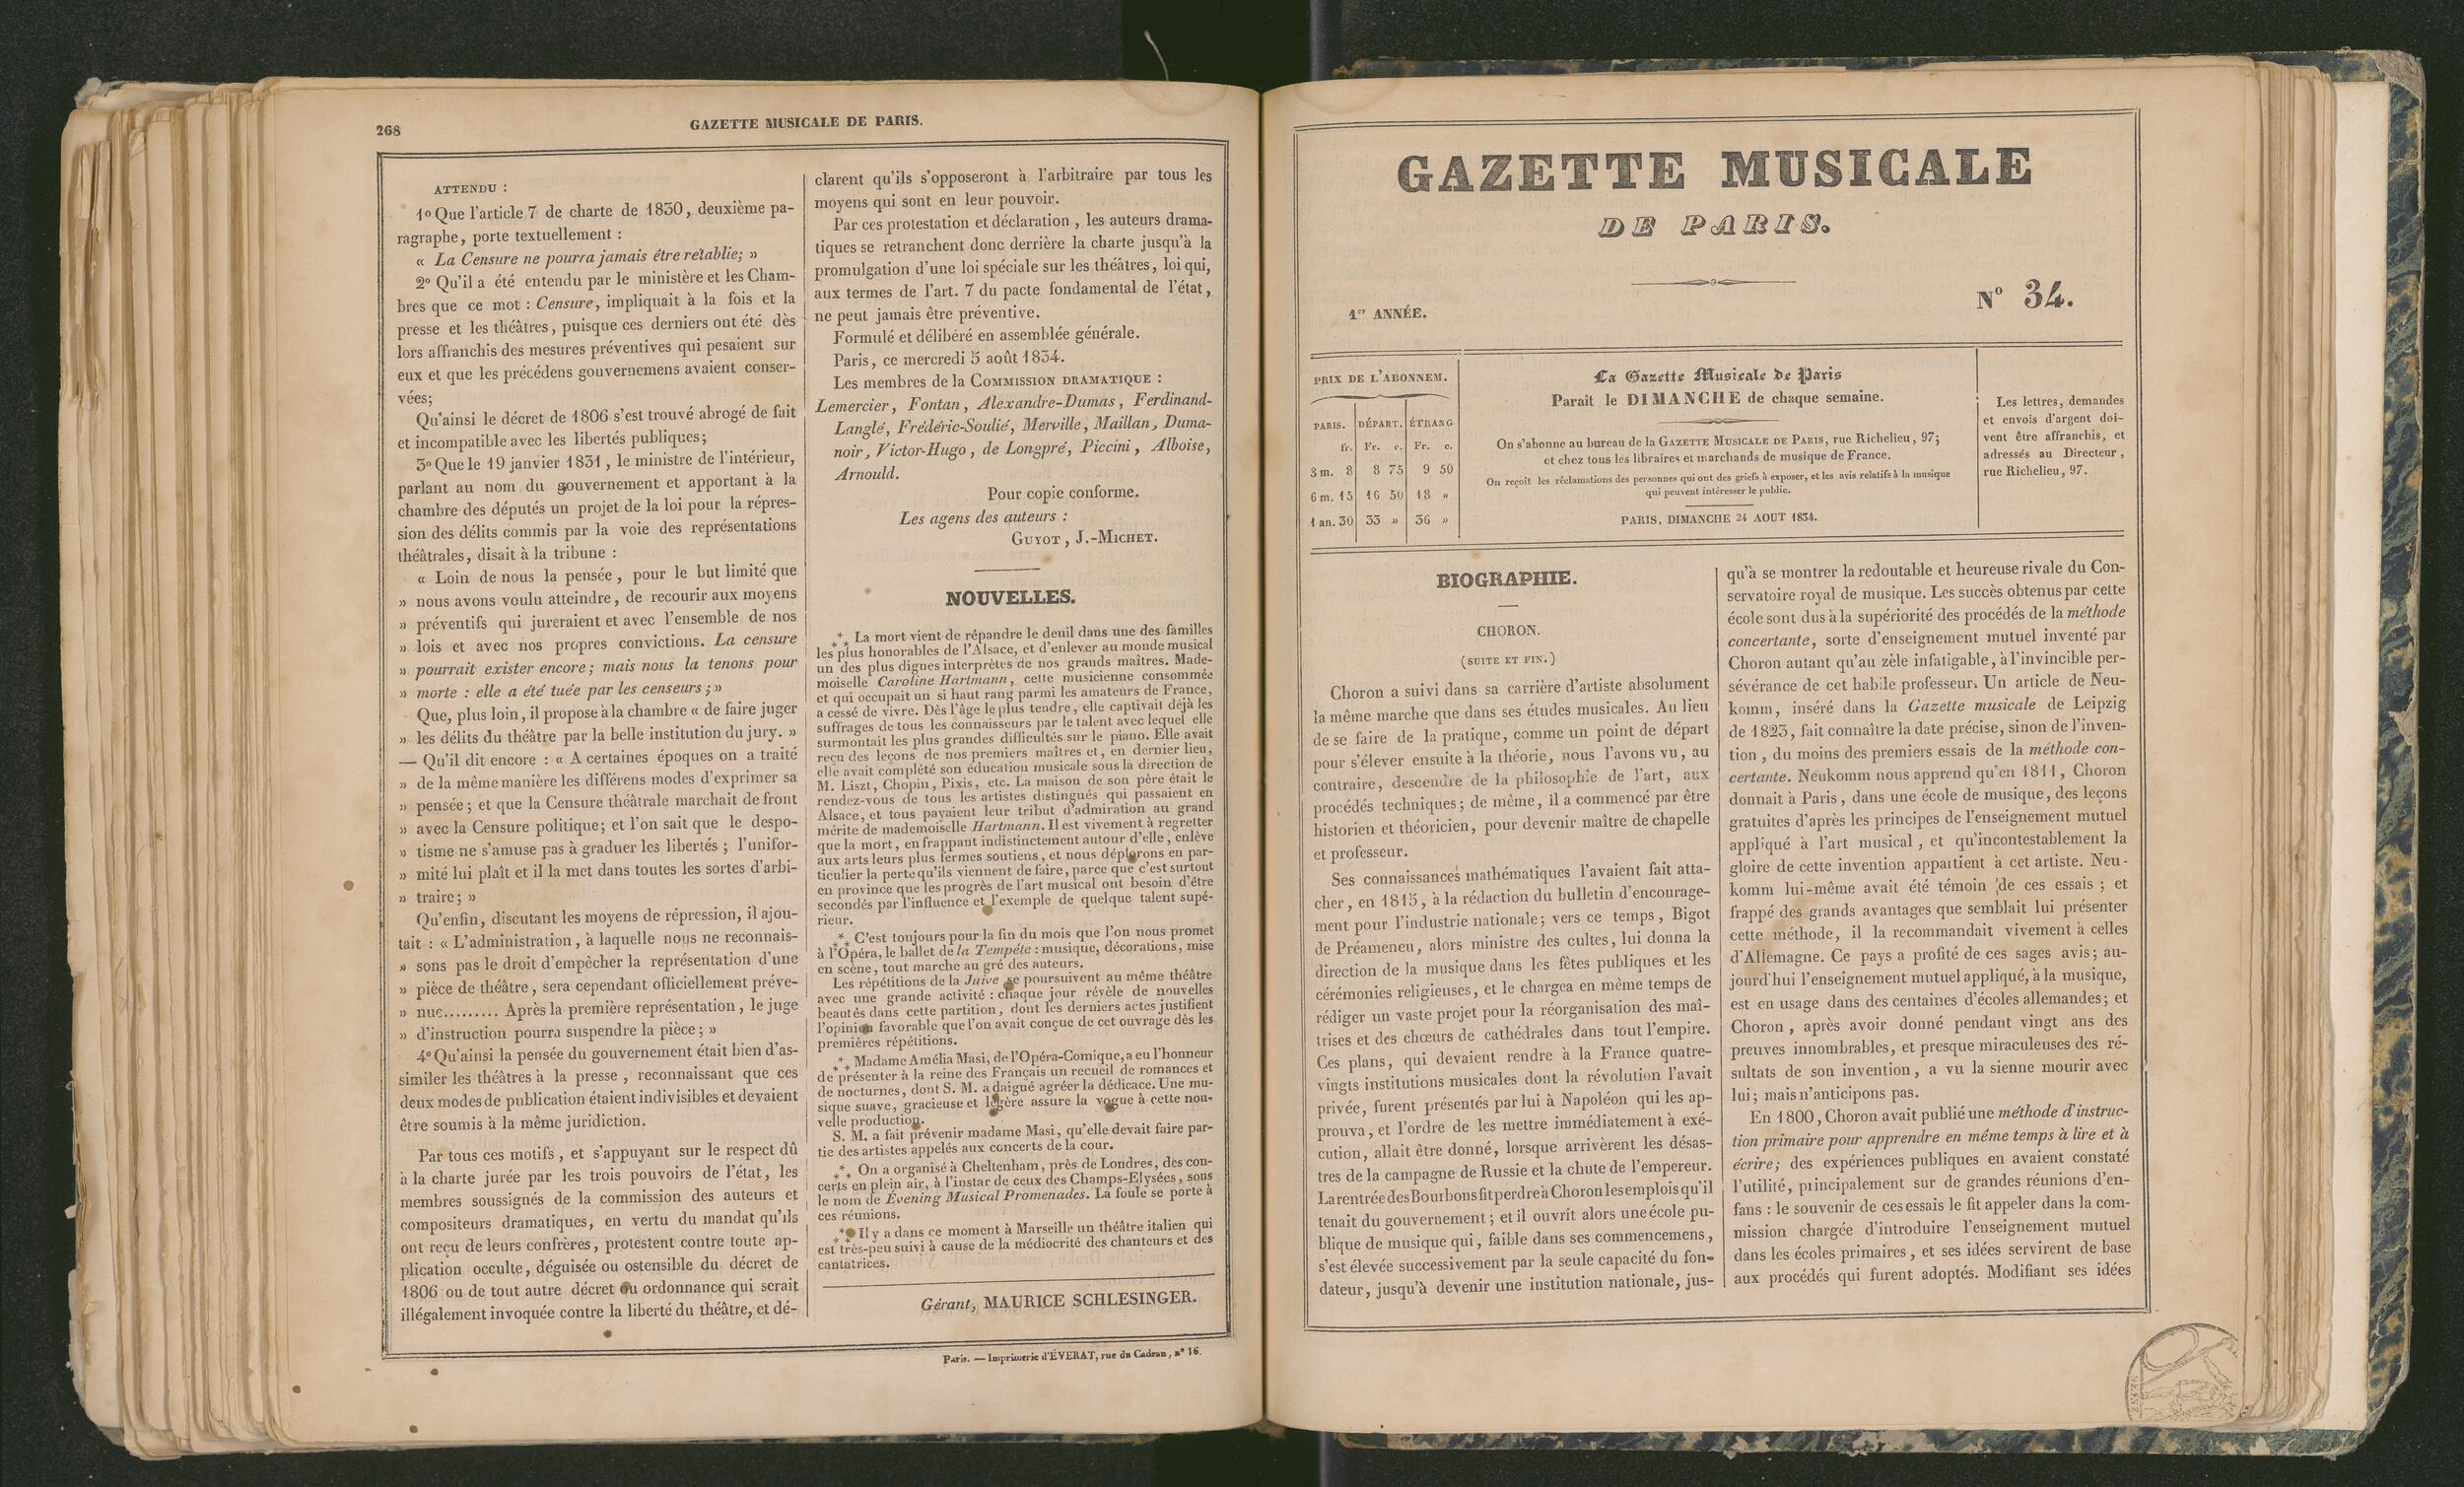 268
GAZETTE MUSICALE DE PARIS.
ATTENDU :
1o Que l'article 7 de charte de 1830, deuxième pa-
ragraphe, porte textuellement :
« La Censure ne pourra jamais être rétablie; »
2o Qu'il a été entendu par le ministère et les Cham-
bres que ce mot : Censure, impliquait à la fois et la
presse et les théâtres, puisque ces derniers ont été dès
lors affranchis des mesures préventives qui pesaient sur
eux et que les précédens gouvernemens avaient conser-
vées;
Qu'ainsi le décret de 1806 s'est trouvé abrogé de fait
et incompatible avec les libertés publiques;
3o Que le 19 janvier 1831, le ministre de l'intérieur,
parlant au nom du gouvernement et apportant à la
chambre des députés un projet de la loi pour la répres-
sion des délits commis par la voie des représentations
théâtrales, disait à la tribune :
« Loin de nous la pensée, pour le but limité que
» nous avons voulu atteindre, de recourir aux moyens
» préventifs qui jureraient et avec l'ensemble de nos
» lois et avec nos propres convictions. La censure
» pourrait exister encore; mais nous la tenons pour
» morte : elle a été tuée par les censeurs; »
Que, plus loin, il propose à la chambre « de faire juger
» les délits du théâtre par la belle institution du jury. »
— Qu'il dit encore : « A certaines époques on a traité
» de la même manière les différens modes d'exprimer sa
» pensée; et que la Censure théâtrale marchait de front
» avec la Censure politique; et l'on sait que le despo-
» tisme ne s'amuse pas à graduer les libertés; l'unifor-
» mité lui plaît et il la met dans toutes les sortes d'arbi-
» traire; »
Qu'enfin, discutant les moyens de répression, il ajou-
tait : « L'administration, à laquelle nous ne reconnais-
» sons pas le droit d'empêcher la représentation d'une
» pièce de théâtre, sera cependant officiellement préve-
» nue......... Après la première représentation, le juge
» d'instruction pourra suspendre la pièce; »
4o Qu'ainsi la pensée du gouvernement était bien d'as-
similer les théâtres à la presse, reconnaissant que ces
deux modes de publication étaient indivisibles et devaient
être soumis à la même juridiction.
Par tous ces motifs, et s'appuyant sur le respect dû
à la charte jurée par les trois pouvoirs de l'état, les
membres soussignés de la commission des auteurs et
compositeurs dramatiques, en vertu du mandat qu'ils
ont reçu de leurs confrères, protestent contre toute ap-
plication occulte, déguisée ou ostensible du décret de
1806 ou de tout autre décret ou ordonnance qui serait
illégalement invoquée contre la liberté du théâtre, et dé-
clarent qu'ils s'opposeront à l'arbitraire par tous les
moyens qui sont en leur pouvoir.
Par ces protestation et déclaration, les auteurs drama-
tiques se retranchent donc derrière la charte jusqu'à la
promulgation d'une loi spéciale sur les théâtres, loi qui,
aux termes de l'art. 7 du pacte fondamental de l'état,
ne peut jamais être préventive.
Formulé et délibéré en assemblée générale.
Paris, ce mercredi 5 août 1834.
Les membres de la COMMISSION DRAMATIQUE :
Lemercier, Fontan, Alexandre-Dumas, Ferdinand-
Langlé, Frédéric-Soulié, Merville, Maillan, Duma-
noir, Victor-Hugo, de Longpré, Piccini, Alboise,
Arnould.
Pour copie conforme.
Les agens des auteurs :
GUYOT, J.-MICHET.
NOUVELLES.
*** La mort vient de répandre le deuil dans une des familles
les plus honorables de l'Alsace, et d'enlever au monde musical
un des plus dignes interprètes de nos grands maîtres. Made-
moiselle Caroline Hartmann, cette musicienne consommée
et qui occupait un si haut rang parmi les amateurs de France,
a cessé de vivre. Dès l'âge le plus tendre, elle captivait déjà les
suffrages de tous les connaisseurs par le talent avec lequel elle
surmontait les plus grandes difficultés sur le piano. Elle avait
reçu des leçons de nos premiers maîtres et, en dernier lieu,
elle avait complété son éducation musicale sous la direction de
M. Liszt, Chopin, Pixis, etc. La maison de son père était le
rendez-vous de tous les artistes distingués qui passaient en
Alsace, et tous payaient leur tribut d'admiration au grand
mérite de mademoiselle Hartmann. Il est vivement à regretter
que la mort, en frappant indistinctement autour d'elle, enlève
aux arts leurs plus fermes soutiens, et nous déplorons en par-
ticulier la perte qu'ils viennent de faire, parce que c'est surtout
en province que les progrès de l'art musical ont besoin d'être
secondés par l'influence et l'exemple de quelque talent supé-
rieur.
*** C'est toujours pour la fin du mois que l'on nous promet
à l'Opéra, le ballet de la Tempête : musique, décorations, mise
en scène, tout marche au gré des auteurs.
Les répétitions de la Juive se poursuivent au même théâtre
avec une grande activité : chaque jour révèle de nouvelles
beautés dans cette partition, dont les derniers actes justifient
l'opinion favorable que l'on avait conçue de cet ouvrage dès les
premières répétitions.
*** Madame Amélia Masi, de l'Opéra-Comique, a eu l'honneur
de présenter à la reine des Français un recueil de romances et
de nocturnes, dont S. M. a daigné agréer la dédicace. Une mu-
sique suave, gracieuse et légère assure la vogue à cette nou-
velle production.
S. M. a fait prévenir madame Masi, qu'elle devait faire par-
tie des artistes appelés aux concerts de la cour.
*** On a organisé à Cheltenham, près de Londres, des con-
certs en plein air, à l'instar de ceux des Champs-Elysées, sous
le nom de Evening Musical Promenades. La foule se porte à
ces réunions.
*** Il y a dans ce moment à Marseille un théâtre italien qui
est très-peu suivi à cause de la médiocrité des chanteurs et des
cantatrices.
Gérant, MAURICE SCHLESINGER.
Paris. — Imprimerie d'ÉVERAT, rue du Cadran, n° 16.
GAZETTE MUSICALE
DE PARIS.
1er ANNÉE.
N° 34.
PRIX DE L'ABONNEM.
PARIS. DÉPART. ÉTRANG
fr. Fr. c. Fr. c.
3 m. 8 8 75 9 50
6 m. 15 16 50 18 »
1 an. 30 33 » 36 »
La Gazette Musicale de Paris
Paraît le DIMANCHE de chaque semaine.
On s'abonne au bureau de la GAZETTE MUSICALE DE PARIS, rue Richelieu, 97;
et chez tous les libraires et marchands de musique de France.
On reçoit les réclamations des personnes qui ont des griefs à exposer, et les avis relatifs à la musique
qui peuvent intéresser le public.
PARIS, DIMANCHE 24 AOUT 1834.
Les lettres, demandes
et envois d'argent doi-
vent être affranchis, et
adressés au Directeur,
rue Richelieu, 97.
BIOGRAPHIE.
CHORON.
(SUITE ET FIN.)
Choron a suivi dans sa carrière d'artiste absolument
la même marche que dans ses études musicales. Au lieu
de se faire de la pratique, comme un point de départ
pour s'élever ensuite à la théorie, nous l'avons vu, au
contraire, descendre de la philosophie de l'art, aux
procédés techniques; de même, il a commencé par être
historien et théoricien, pour devenir maître de chapelle
et professeur.
Ses connaissances mathématiques l'avaient fait atta-
cher, en 1815, à la rédaction du bulletin d'encourage-
ment pour l'industrie nationale; vers ce temps, Bigot
de Préameneu, alors ministre des cultes, lui donna la
direction de la musique dans les fêtes publiques et les
cérémonies religieuses, et le chargea en même temps de
rédiger un vaste projet pour la réorganisation des maî-
trises et des chœurs de cathédrales dans tout l'empire.
Ces plans, qui devaient rendre à la France quatre-
vingts institutions musicales dont la révolution l'avait
privée, furent présentés par lui à Napoléon qui les ap-
prouva, et l'ordre de les mettre immédiatement à exé-
cution, allait être donné, lorsque arrivèrent les désas-
tres de la campagne de Russie et la chute de l'empereur.
La rentrée des Bourbons fit perdre à Choron les emplois qu'il
tenait du gouvernement; et il ouvrit alors une école pu-
blique de musique qui, faible dans ses commencemens,
s'est élevée successivement par la seule capacité du fon-
dateur, jusqu'à devenir une institution nationale, jus-
qu'à se montrer la redoutable et heureuse rivale du Con-
servatoire royal de musique. Les succès obtenus par cette
école sont dus à la supériorité des procédés de la méthode
concertante, sorte d'enseignement mutuel inventé par
Choron autant qu'au zèle infatigable, à l'invincible per-
sévérance de cet habile professeur. Un article de Neu-
komm, inséré dans la Gazette musicale de Leipzig
de 1823, fait connaître la date précise, sinon de l'inven-
tion, du moins des premiers essais de la méthode con-
certante. Neukomm nous apprend qu'en 1811, Choron
donnait à Paris, dans une école de musique, des leçons
gratuites d'après les principes de l'enseignement mutuel
appliqué à l'art musical, et qu'incontestablement la
gloire de cette invention appartient à cet artiste. Neu-
komm lui-même avait été témoin de ces essais; et
frappé des grands avantages que semblait lui présenter
cette méthode, il la recommandait vivement à celles
d'Allemagne. Ce pays a profité de ces sages avis; au-
jourd'hui l'enseignement mutuel appliqué, à la musique,
est en usage dans des centaines d'écoles allemandes; et
Choron, après avoir donné pendant vingt ans des
preuves innombrables, et presque miraculeuses des ré-
sultats de son invention, a vu la sienne mourir avec
lui; mais n'anticipons pas.
En 1800, Choron avait publié une méthode d'instruc-
tion primaire pour apprendre en même temps à lire et à
écrire; des expériences publiques en avaient constaté
l'utilité, principalement sur de grandes réunions d'en-
fans : le souvenir de ces essais le fit appeler dans la com-
mission chargée d'introduire l'enseignement mutuel
dans les écoles primaires, et ses idées servirent de base
aux procédés qui furent adoptés. Modifiant ses idées